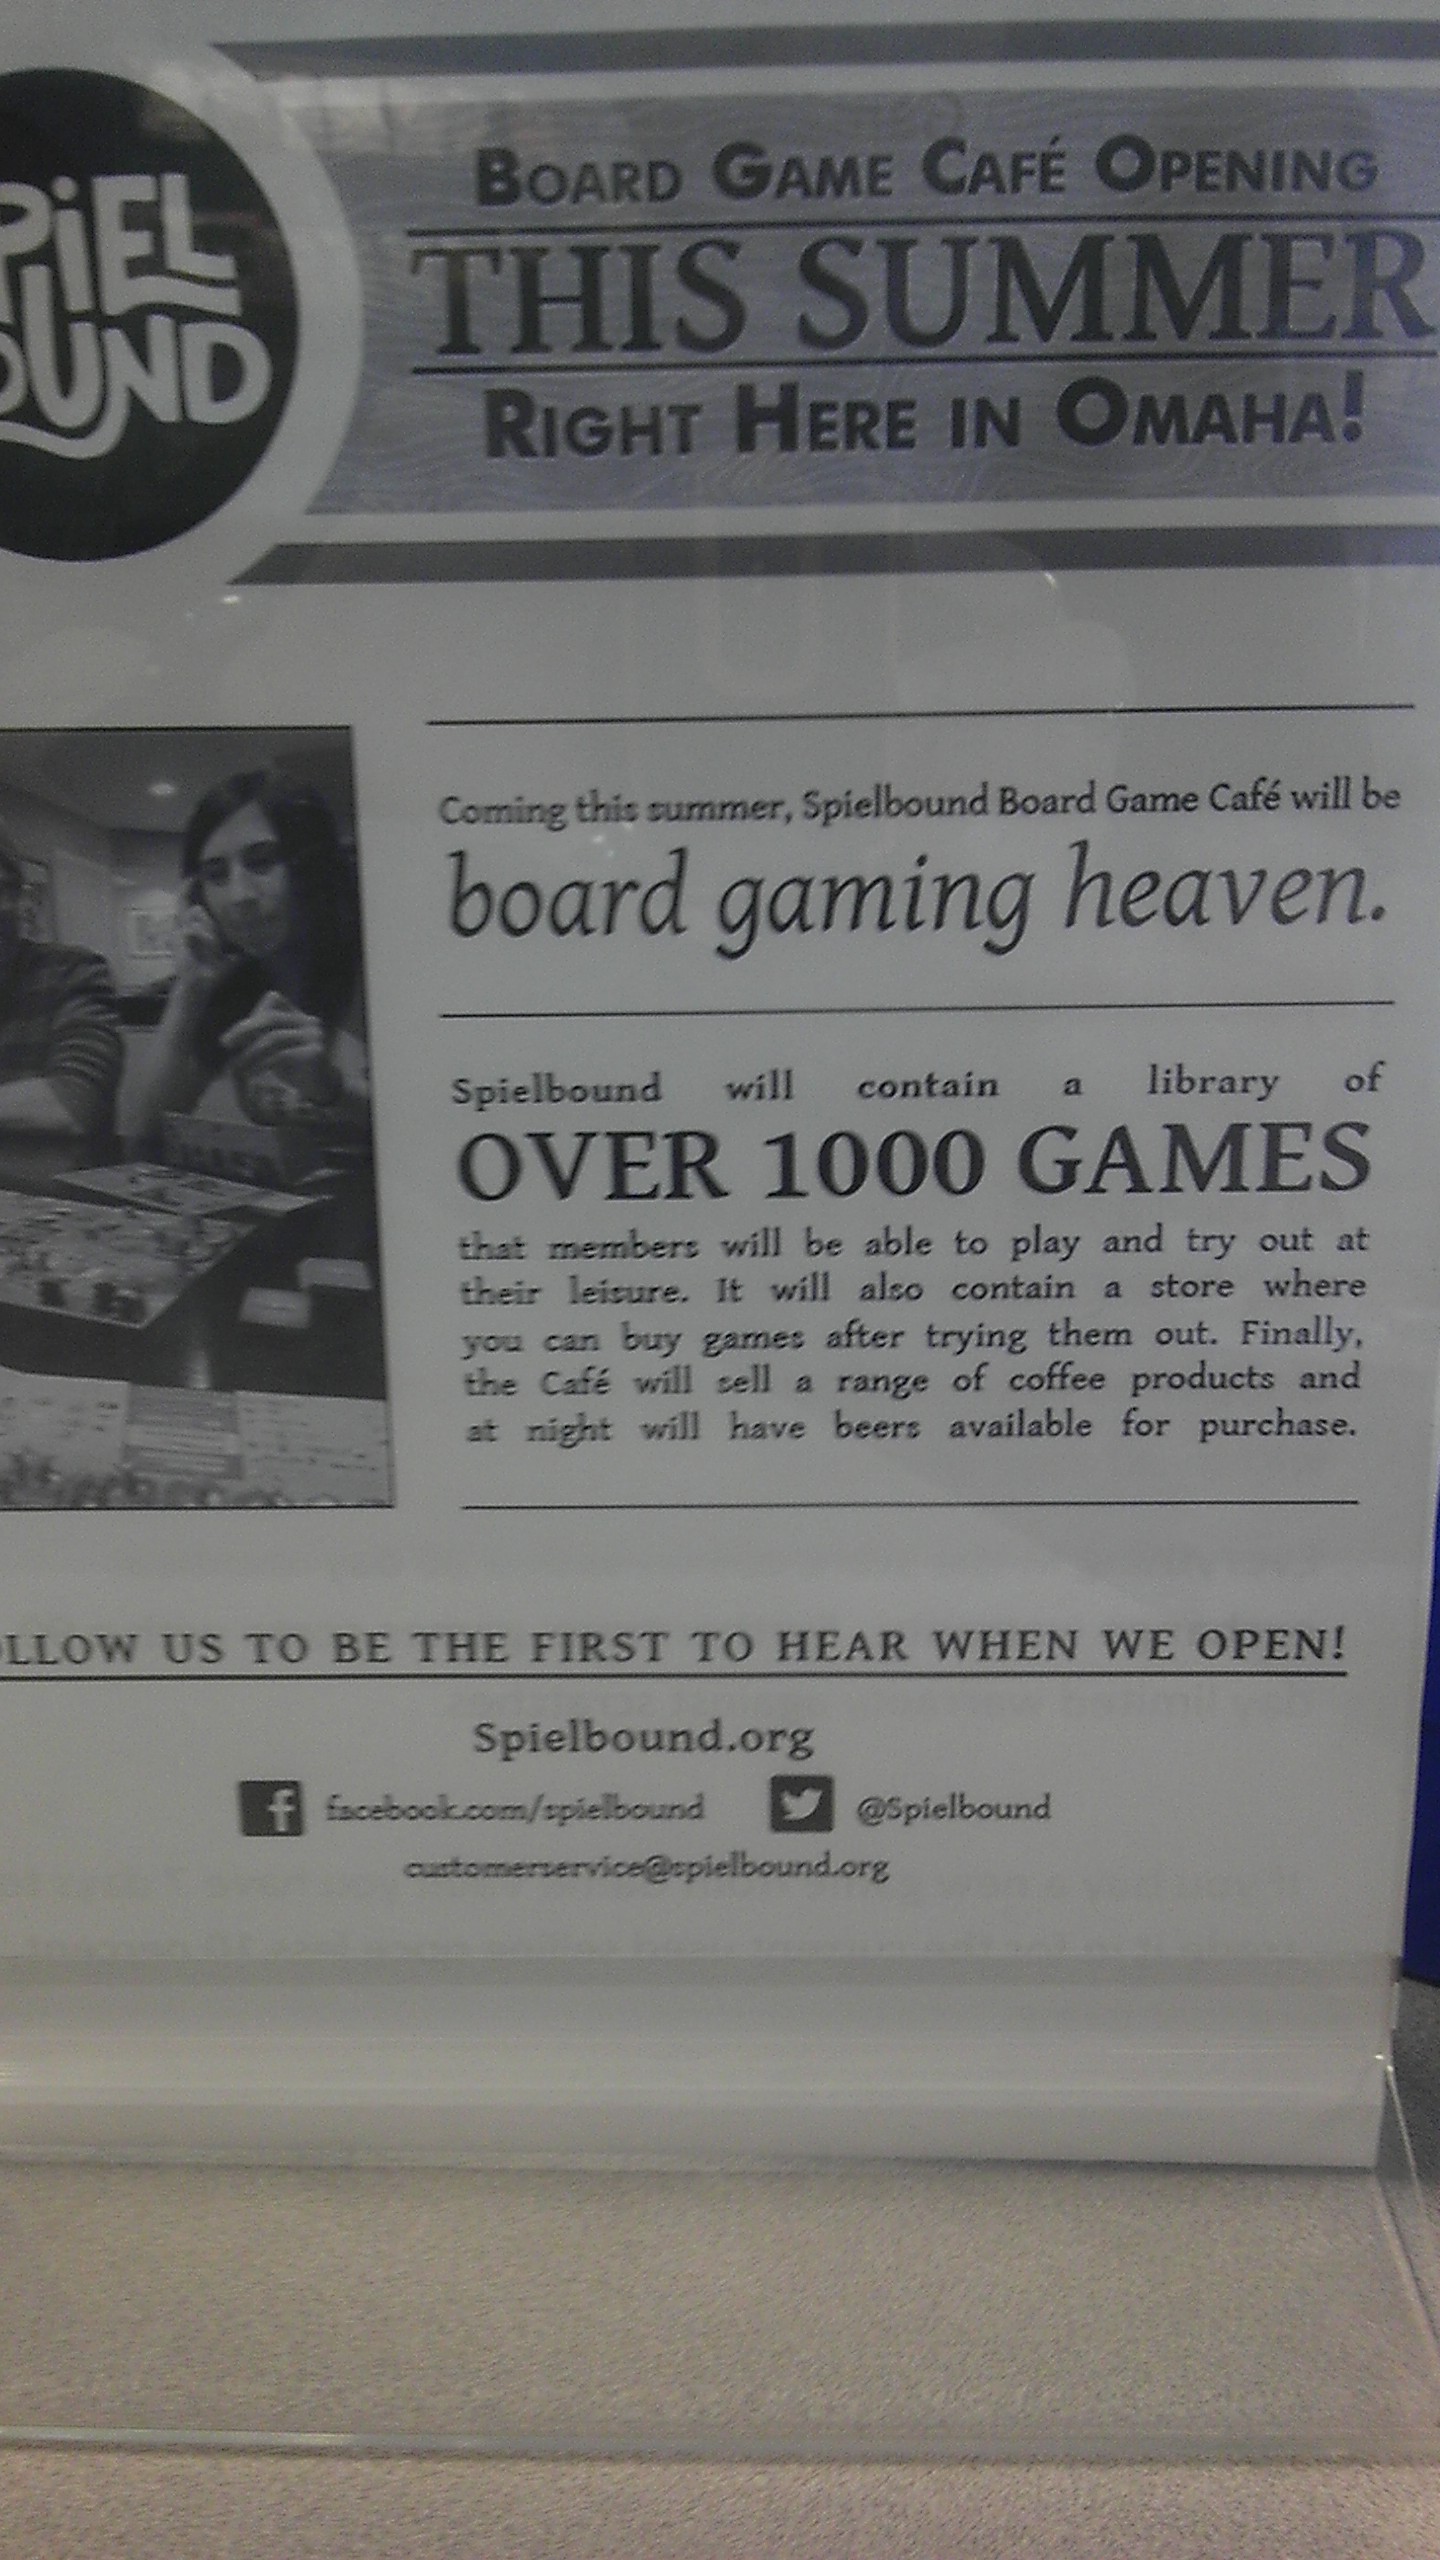 PiEL
OUND
BOARD GAME CAFÉ OPENING
THIS SUMMER
RIGHT HERE IN OMAHA!
Coming this summer, Spielbound Board Game Café will be
board gaming heaven.
Spielbound will contain a library of
OVER 1000 GAMES
that members will be able to play and try out at
their leisure. It will also contain a store where
you can buy games after trying them out. Finally,
the Café will sell a range of coffee products and
at night will have beers available for purchase.
OLLOW US TO BE THE FIRST TO HEAR WHEN WE OPEN!
Spielbound.org
f facebook.com/spielbound @Spielbound
customerservice@spielbound.org